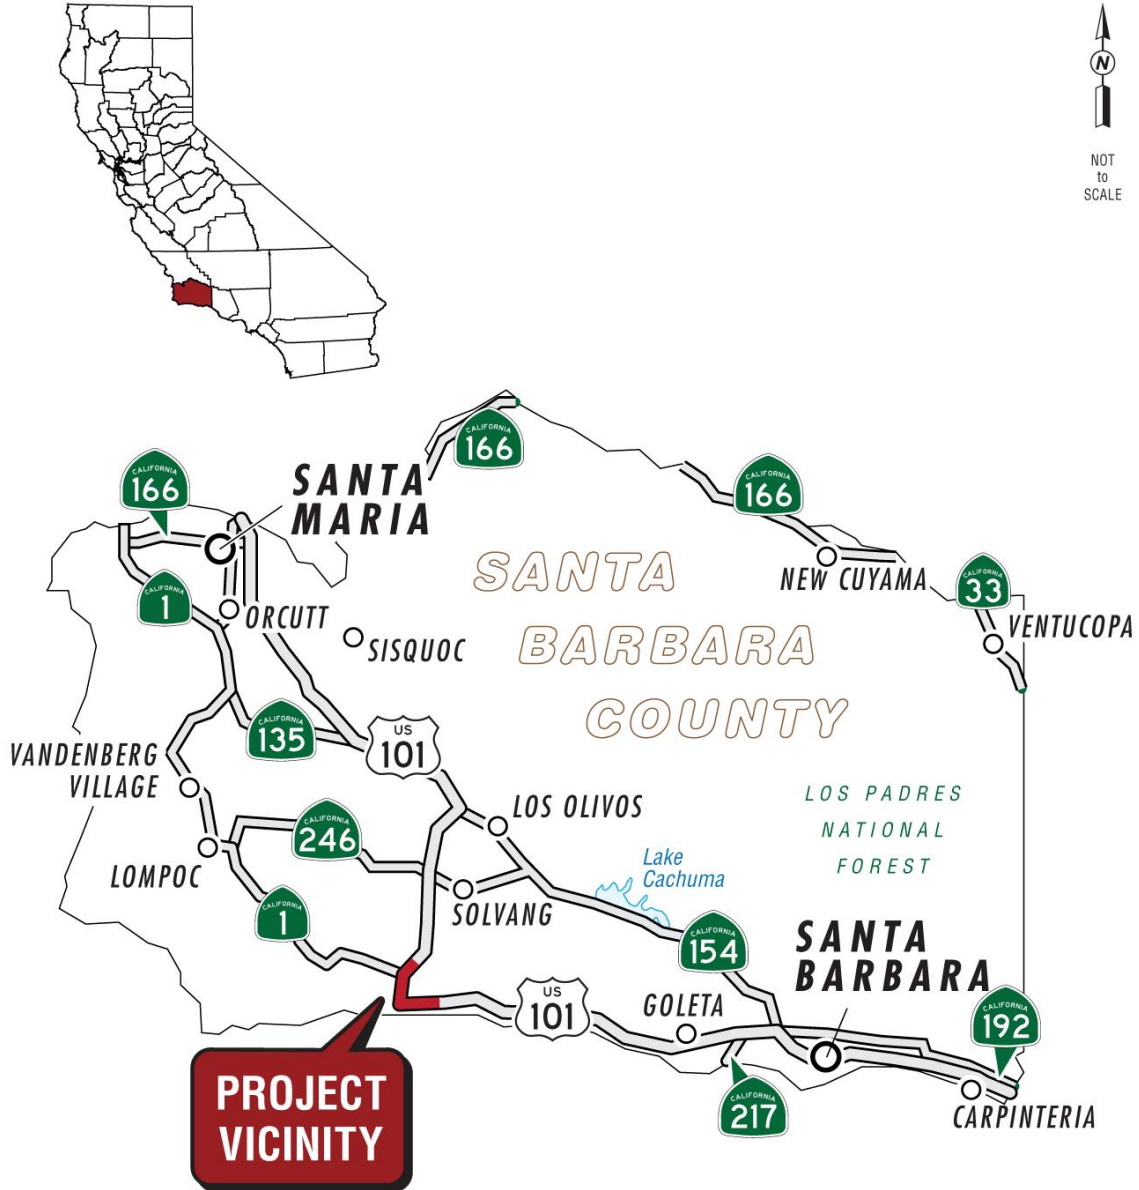 N
NOT
to
SCALE
CALIFORNIA
166
CALIFORNIA
166
CALIFORNIA
166
SANTA
MARIA
SANTA
BARBARA
COUNTY
NEW CUYAMA
CALIFORNIA
33
VENTUCOPA
CALIFORNIA
1
ORCUTT
SISQUOC
CALIFORNIA
135
US
101
VANDENBERG
VILLAGE
LOS OLIVOS
LOS PADRES
NATIONAL
FOREST
CALIFORNIA
246
LOMPOC
Lake
Cachuma
SOLVANG
CALIFORNIA
1
CALIFORNIA
154
SANTA
BARBARA
US
101
GOLETA
CALIFORNIA
192
PROJECT
VICINITY
CALIFORNIA
217
CARPINTERIA